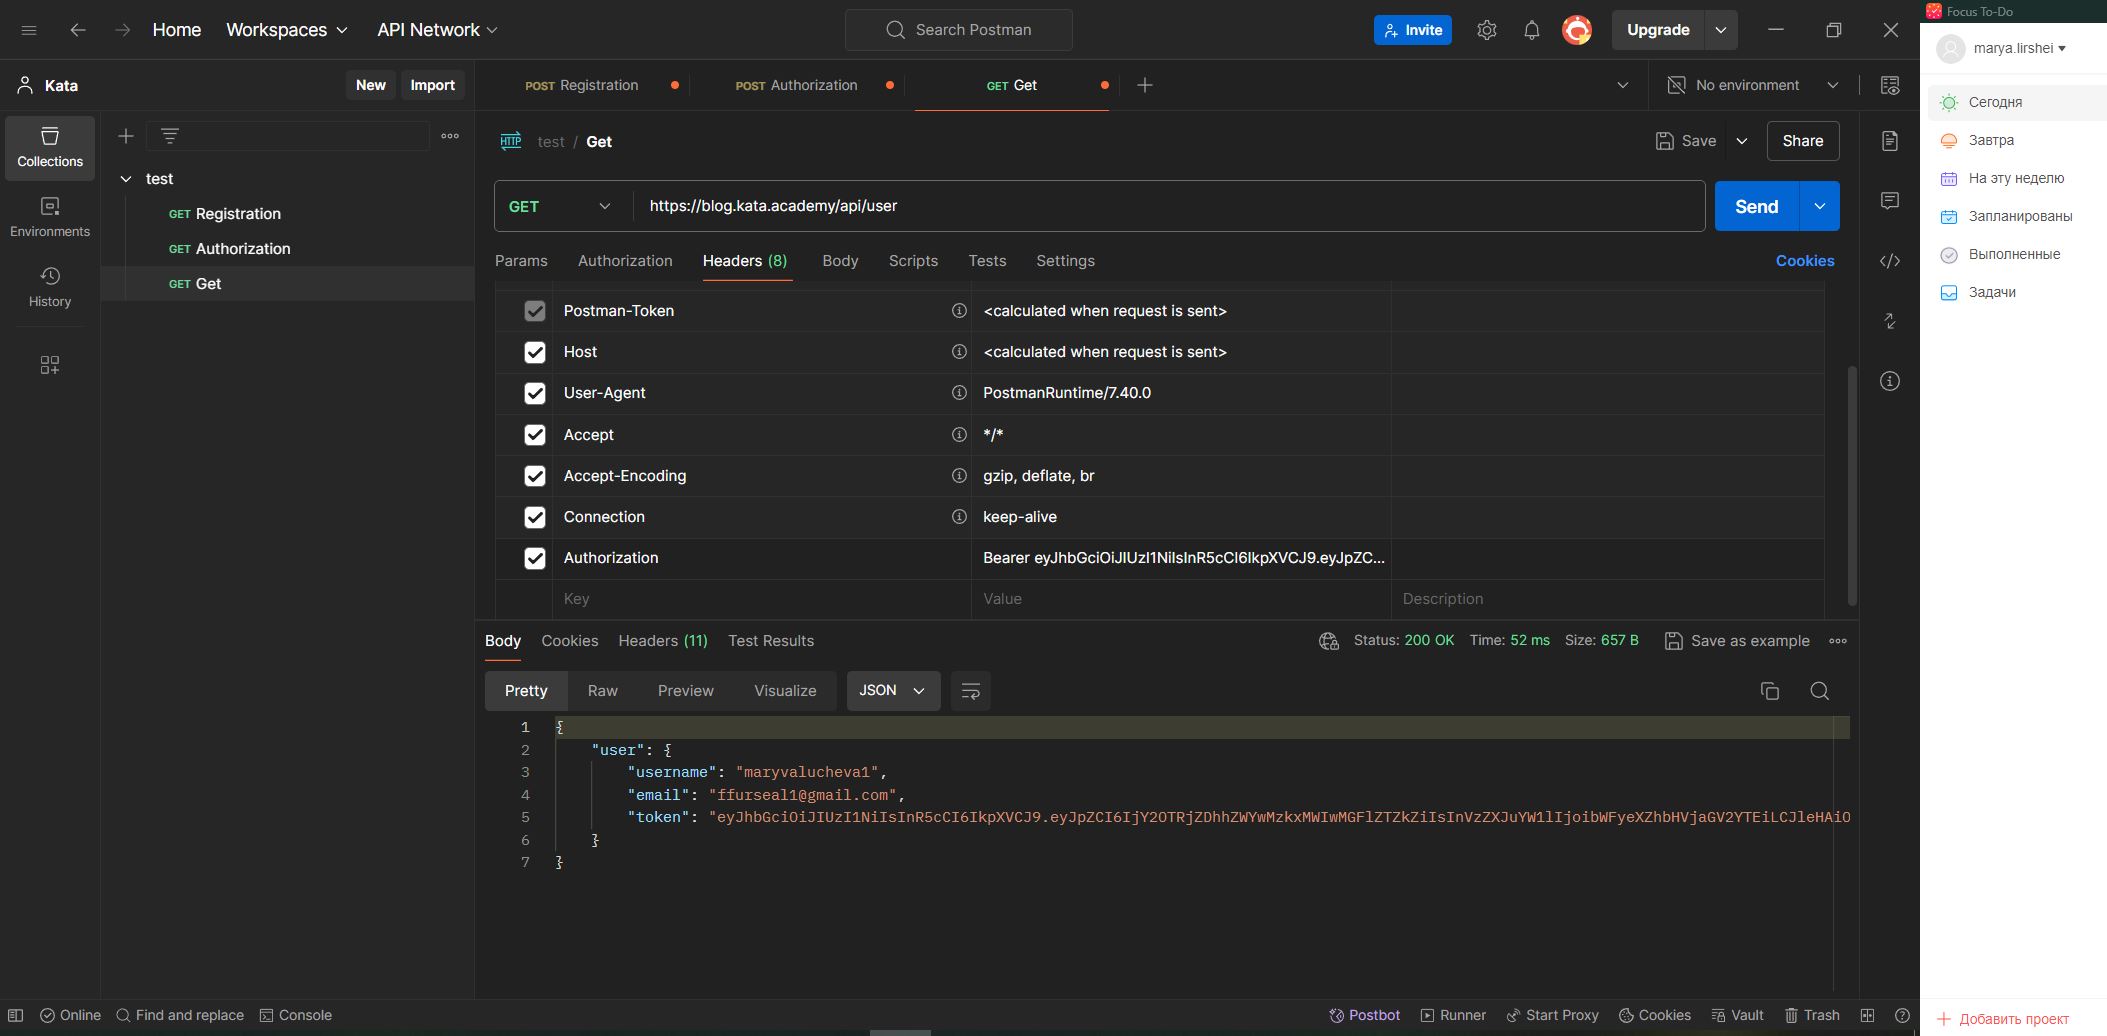 Home Workspaces API Network Search Postman Invite Upgrade
Focus To-Do
marya.lirshei
Kata New Import
POST Registration POST Authorization GET Get No environment
Collections
Environments
History
test
GET Registration
GET Authorization
GET Get
HTTP test / Get Save Share
GET https://blog.kata.academy/api/user Send
Params Authorization Headers (8) Body Scripts Tests Settings Cookies
Postman-Token <calculated when request is sent>
Host <calculated when request is sent>
User-Agent PostmanRuntime/7.40.0
Accept */*
Accept-Encoding gzip, deflate, br
Connection keep-alive
Authorization Bearer eyJhbGciOiJIUzI1NiIsInR5cCI6IkpXVCJ9.eyJpZC...
Key Value Description
Body Cookies Headers (11) Test Results Status: 200 OK Time: 52 ms Size: 657 B Save as example
Pretty Raw Preview Visualize JSON
1 {
2 "user": {
3 "username": "maryvalucheva1",
4 "email": "ffurseal1@gmail.com",
5 "token": "eyJhbGciOiJIUzI1NiIsInR5cCI6IkpXVCJ9.eyJpZCI6IjY2OTRjZDhhZWYwMzkxMWIwMGFlZTZkZiIsInVzZXJuYW1lIjoibWFyeXZhbHVjaGV2YTEiLCJleHAiO
6 }
7 }
Online Find and replace Console Postbot Runner Start Proxy Cookies Vault Trash
Сегодня
Завтра
На эту неделю
Запланированы
Выполненные
Задачи
Добавить проект